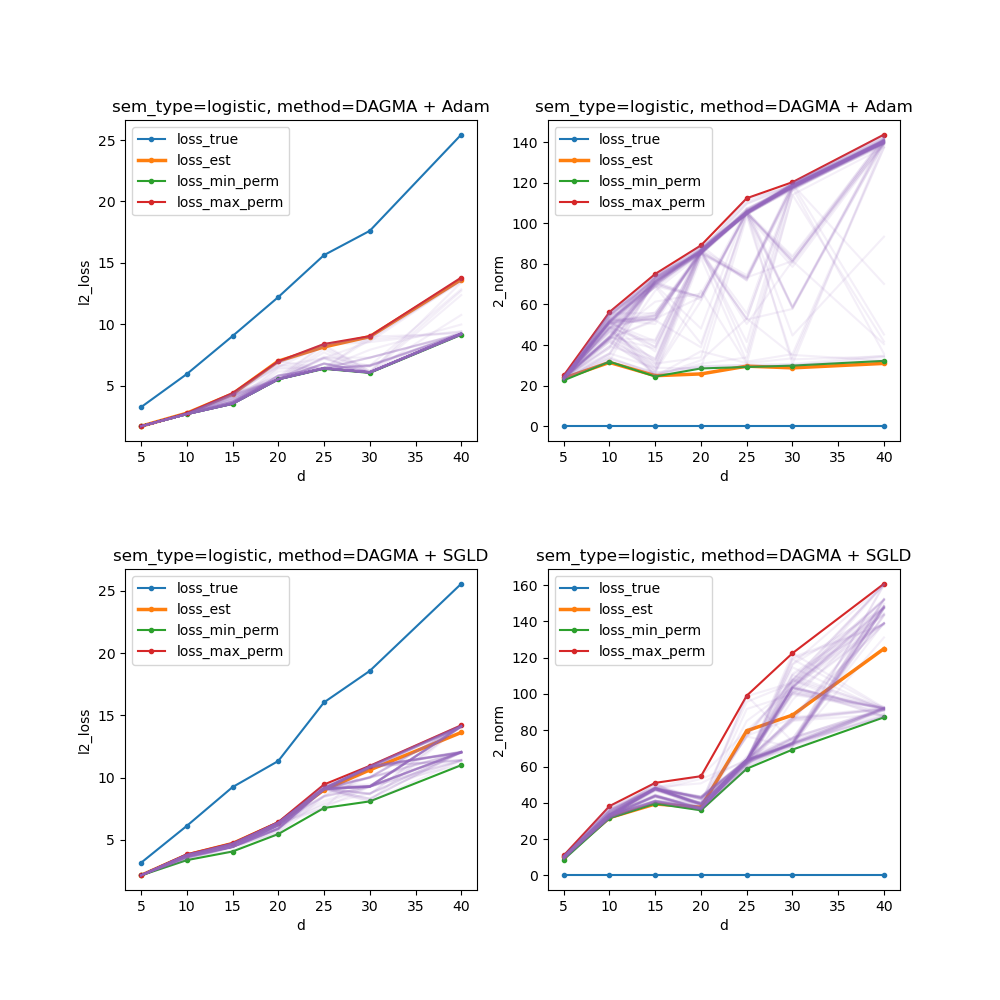 sem_type=logistic, method=DAGMA + Adam
l2_loss
25
20
15
10
5
loss_true
loss_est
loss_min_perm
loss_max_perm
5 10 15 20 25 30 40
d
sem_type=logistic, method=DAGMA + Adam
2_norm
140
120
100
80
60
40
20
0
loss_true
loss_est
loss_min_perm
loss_max_perm
5 10 15 20 25 30 40
d
sem_type=logistic, method=DAGMA + SGLD
l2_loss
25
20
15
10
5
loss_true
loss_est
loss_min_perm
loss_max_perm
5 10 15 20 25 30 35 40
d
sem_type=logistic, method=DAGMA + SGLD
2_norm
160
140
120
100
80
60
40
20
0
loss_true
loss_est
loss_min_perm
loss_max_perm
5 10 15 20 25 30 35 40
d